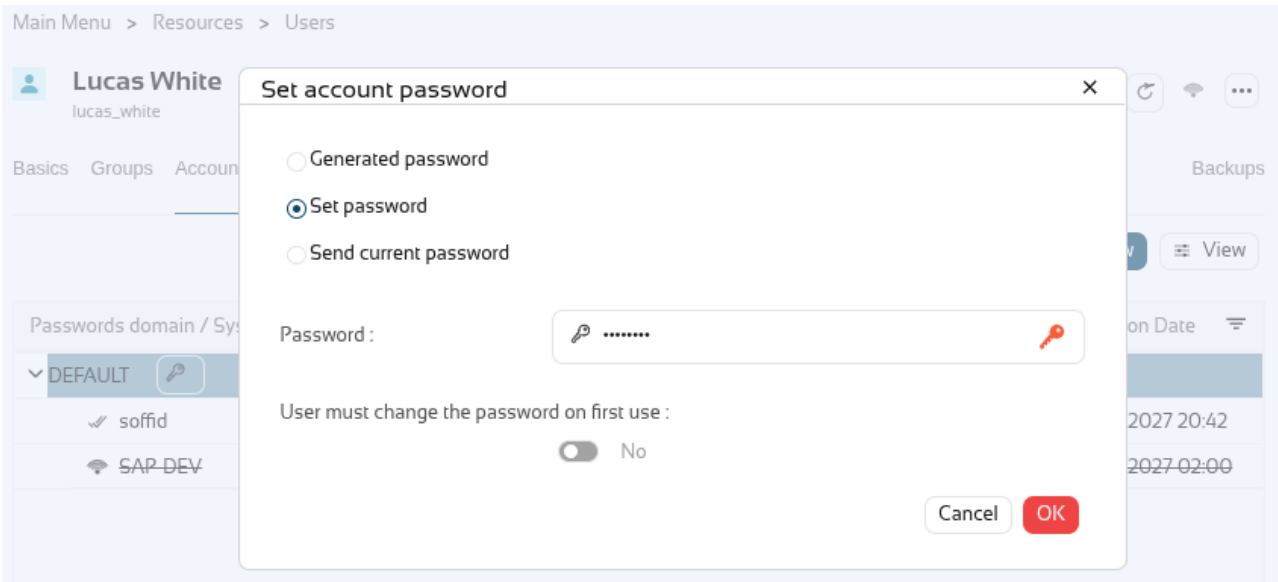 Main Menu > Resources > Users
Lucas White
lucas_white
Set account password
Basics Groups Accoun
Backups
Generated password
Set password
Send current password
View
Passwords domain / Sy
on Date
Password :
DEFAULT
User must change the password on first use :
soffid
2027 20:42
No
SAP DEV
2027 02:00
Cancel OK